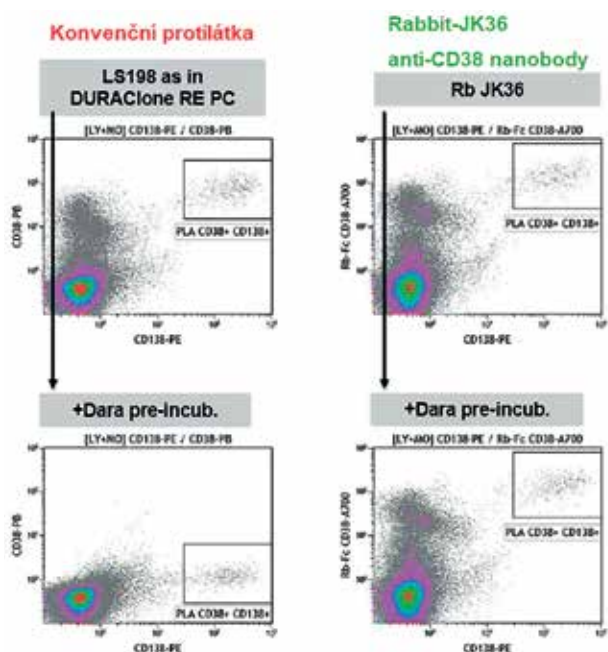 Konvenční protilátka
LS198 as in
DURAClone RE PC
[LY+MO] CD138-PE / CD38-PB
CD38-PB
PLA CD38+ CD138+
CD138-PE
+Dara pre-incub.
[LY+MO] CD138-PE / CD38-PB
CD38-PB
PLA CD38+ CD138+
CD138-PE
Rabbit-JK36
anti-CD38 nanobody
Rb JK36
[LY+MO] CD138-PE / Rb-Fc CD38-A700
Rb-Fc CD38-A700
PLA CD38+ CD138+
CD138-PE
+Dara pre-incub.
[LY+MO] CD138-PE / Rb-Fc CD38-A700
Rb-Fc CD38-A700
PLA CD38+ CD138+
CD138-PE